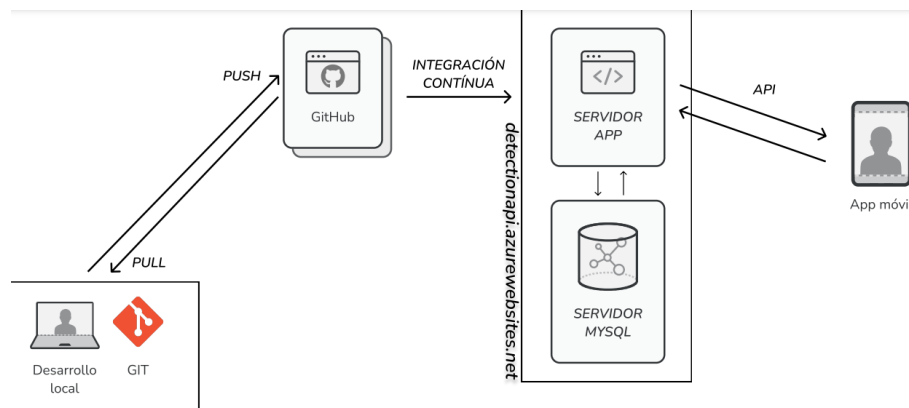 PUSH
GitHub
INTEGRACIÓN
CONTÍNUA
PULL
Desarrollo
local
GIT
detectionapi.azurewebsites.net
SERVIDOR
APP
SERVIDOR
MYSQL
API
App móvi